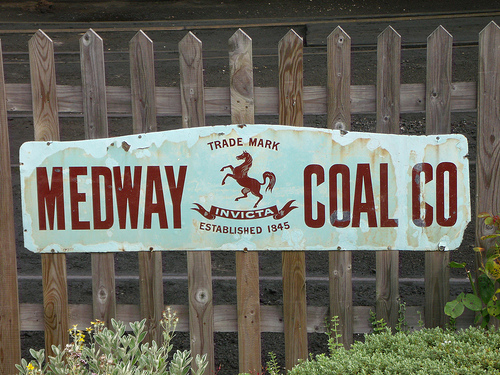 TRADE MARK
MEDWAY COAL CO
INVICTA
ESTABLISHED 1845